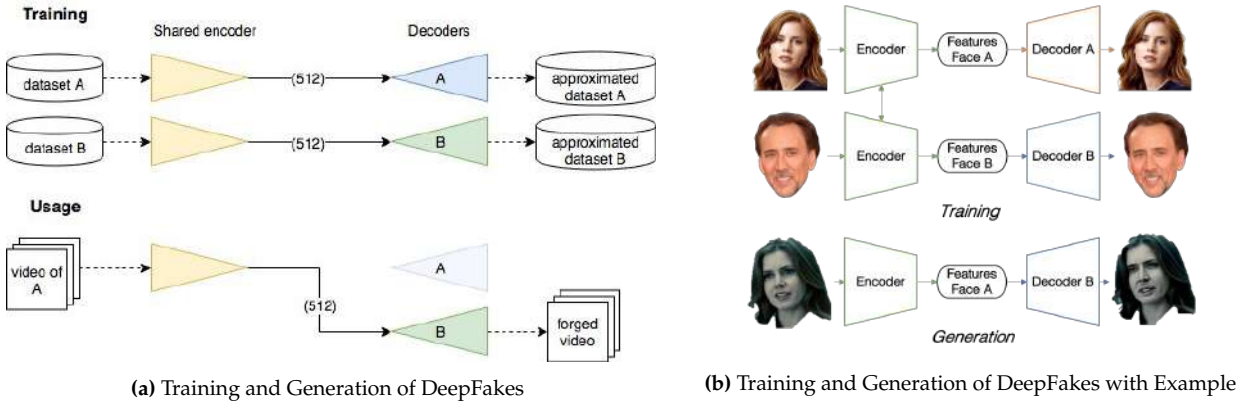 Training
Shared encoder
Decoders
dataset A
(512)
A
approximated
dataset A
dataset B
(512)
B
approximated
dataset B
Usage
video of
A
A
(512)
B
forged
video
(a) Training and Generation of DeepFakes
Encoder
Features
Face A
Decoder A
Encoder
Features
Face B
Decoder B
Training
Encoder
Features
Face A
Decoder B
Generation
(b) Training and Generation of DeepFakes with Example